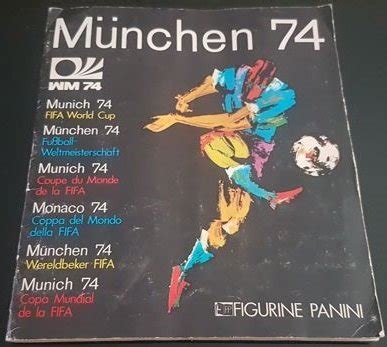 München 74
WM 74
Munich 74
FIFA World Cup
München 74
Fußball-
Weltmeisterschaft
Munich 74
Coupe du Monde
de la FIFA
Monaco 74
Coppa del Mondo
della FIFA
München 74
Wereldbeker FIFA
Munich 74
Copa Mundial
de la FIFA
FIGURINE PANINI